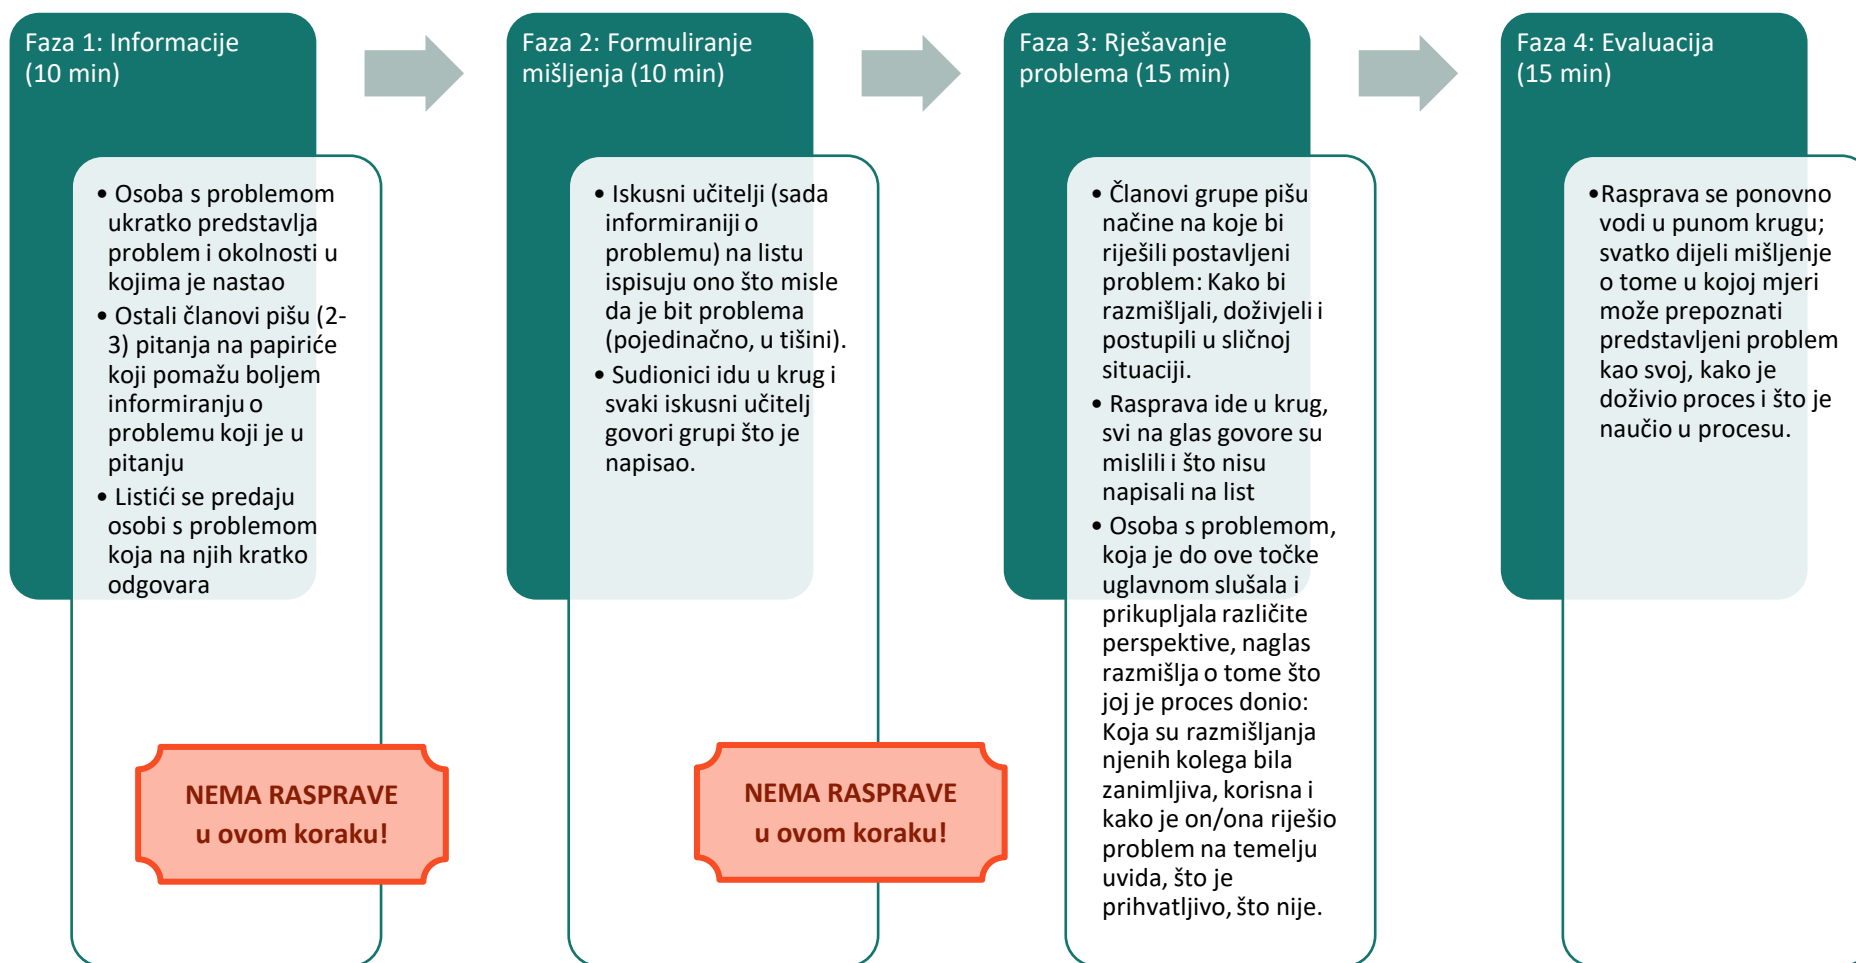 Faza 1: Informacije
(10 min)
• Osoba s problemom
ukratko predstavlja
problem i okolnosti u
kojima je nastao
• Ostali članovi pišu (2-
3) pitanja na papiriće
koji pomažu boljem
informiranju o
problemu koji je u
pitanju
• Listići se predaju
osobi s problemom
koja na njih kratko
odgovara
NEMA RASPRAVE
u ovom koraku!
Faza 2: Formuliranje
mišljenja (10 min)
• Iskusni učitelji (sada
informiraniji o
problemu) na listu
ispisuju ono što misle
da je bit problema
(pojedinačno, u tišini).
• Sudionici idu u krug i
svaki iskusni učitelj
govori grupi što je
napisao.
NEMA RASPRAVE
u ovom koraku!
Faza 3: Rješavanje
problema (15 min)
• Članovi grupe pišu
načine na koje bi
riješili postavljeni
problem: Kako bi
razmišljali, doživjeli i
postupili u sličnoj
situaciji.
• Rasprava ide u krug,
svi na glas govore su
mislili i što nisu
napisali na list
• Osoba s problemom,
koja je do ove točke
uglavnom slušala i
prikupljala različite
perspektive, naglas
razmišlja o tome što
joj je proces donio:
Koja su razmišljanja
njenih kolega bila
zanimljiva, korisna i
kako je on/ona riješio
problem na temelju
uvida, što je
prihvatljivo, što nije.
Faza 4: Evaluacija
(15 min)
•Rasprava se ponovno
vodi u punom krugu;
svatko dijeli mišljenje
o tome u kojoj mjeri
može prepoznati
predstavljeni problem
kao svoj, kako je
doživio proces i što je
naučio u procesu.